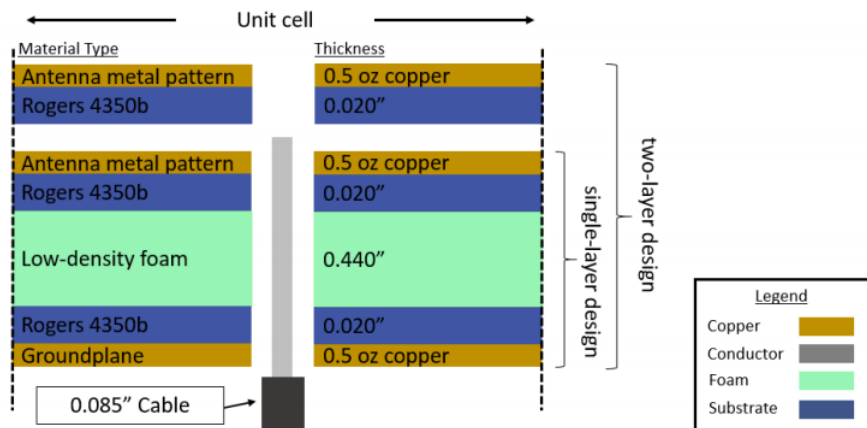 Unit cell
Material Type Thickness
Antenna metal pattern 0.5 oz copper
Rogers 4350b 0.020”
Antenna metal pattern 0.5 oz copper
Rogers 4350b 0.020”
Low-density foam 0.440”
Rogers 4350b 0.020”
Groundplane 0.5 oz copper
0.085” Cable
single-layer design
two-layer design
Legend
Copper
Conductor
Foam
Substrate